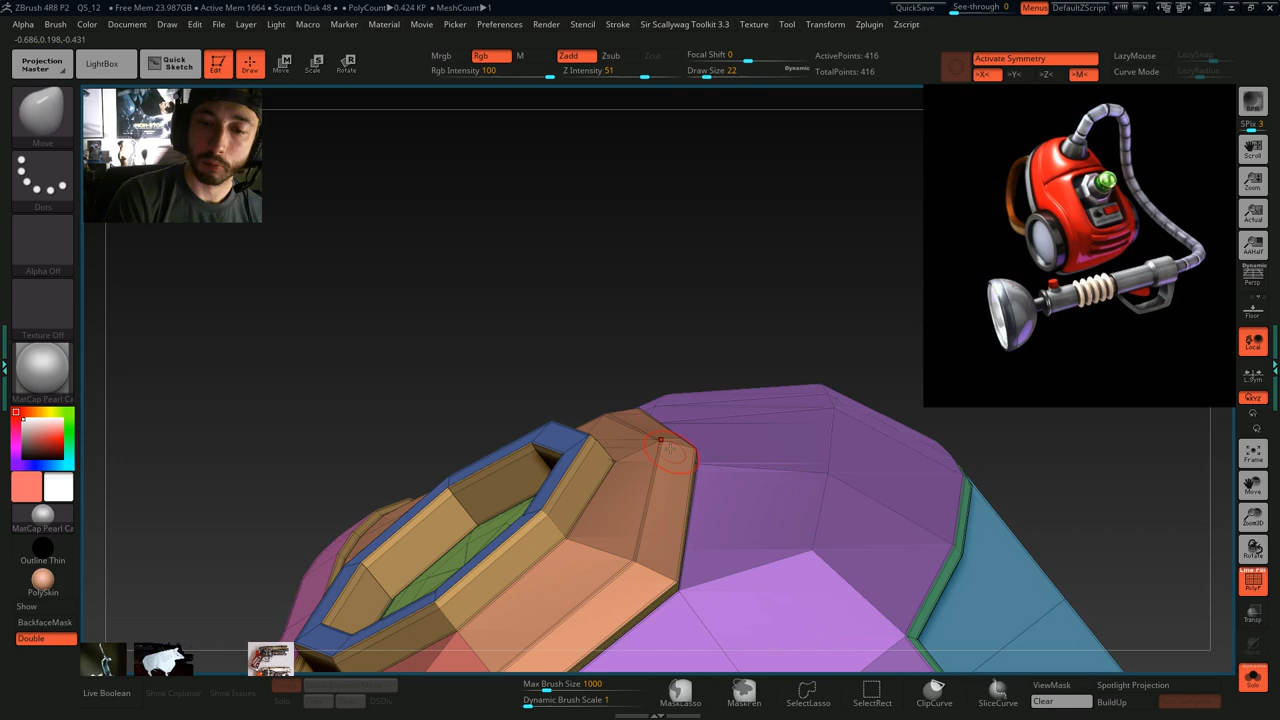 ZBrush 4R8 P2 QS_12 • Free Mem 23.987GB • Active Mem 1664 • Scratch Disk 48 • PolyCount▶0.424 KP • MeshCount▶1
QuickSave See-through 0 Menus DefaultZScript
Alpha Brush Color Document Draw Edit File Layer Light Macro Marker Material Movie Picker Preferences Render Stencil Stroke Sir Scallywag Toolkit 3.3 Texture Tool Transform Zplugin Zscript
-0.686,0.198,-0.431
Projection Master
LightBox
Quick Sketch
Edit
Draw
Move
Scale
Rotate
Mrgb Rgb M
Rgb Intensity 100
Zadd Zsub Zcut
Z Intensity 51
Focal Shift 0
Draw Size 22
Dynamic
ActivePoints: 416
TotalPoints: 416
Activate Symmetry
>X< >Y< >Z< >M<
LazyMouse LazySnap
Curve Mode LazyRadius
Move
Dots
Alpha Off
Texture Off
MatCap Pearl Ca
MatCap Pearl Ca
Outline Thin
PolySkin
Show
BackfaceMask
Double
BPR
SPix 3
Scroll
Zoom
Actual
AAHalf
Dynamic
Persp
Floor
Local
L.Sym
XYZ
Frame
Move
Zoom3D
Rotate
Line Fill
PolyF
Transp
Solo
Live Boolean
Show Coplanar
Show Issues
Solo
DSDiv
Max Brush Size 1000
Dynamic Brush Scale 1
MaskLasso
MaskPen
SelectLasso
SelectRect
ClipCurve
SliceCurve
ViewMask
Clear
Spotlight Projection
BuildUp